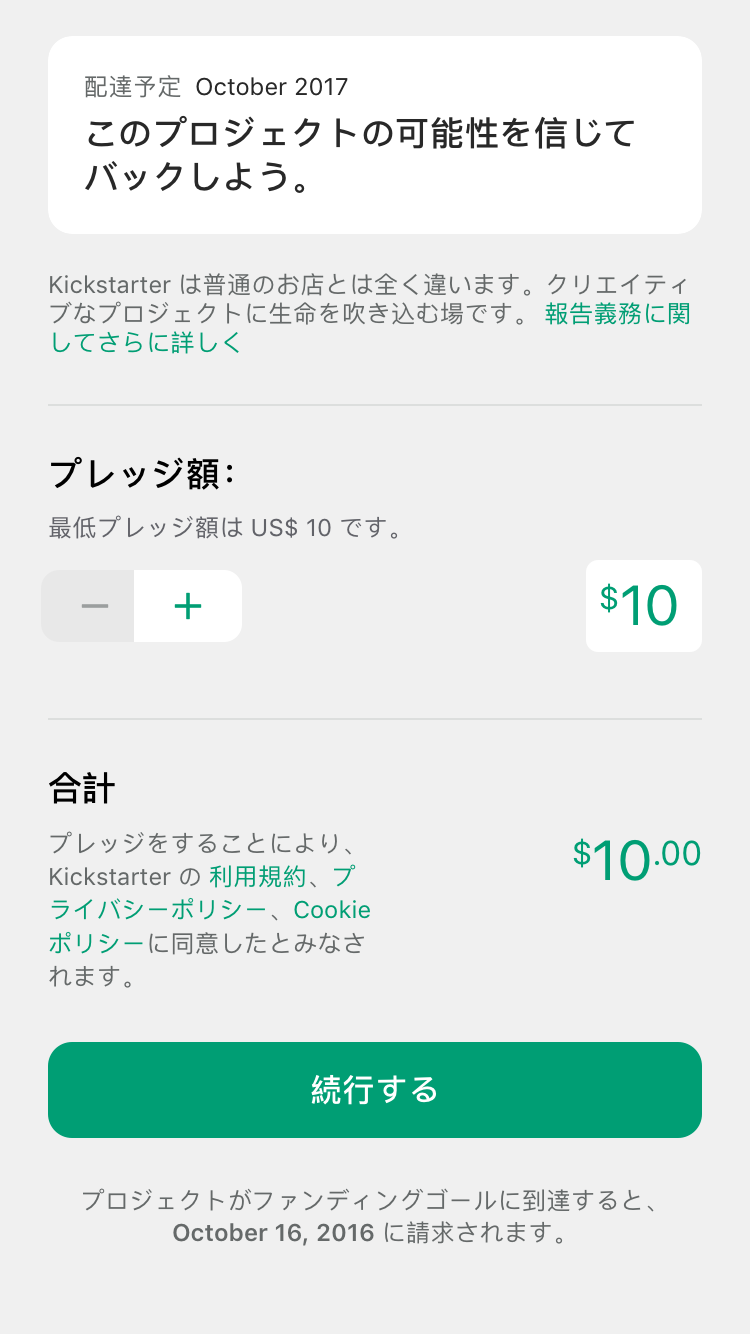 配達予定 October 2017
このプロジェクトの可能性を信じて
バックしよう。
Kickstarter は普通のお店とは全く違います。クリエイティ
ブなプロジェクトに生命を吹き込む場です。 報告義務に関
してさらに詳しく
プレッジ額：
最低プレッジ額は US$ 10 です。
− +
$10
合計
プレッジをすることにより、
Kickstarter の 利用規約、プ
ライバシーポリシー、Cookie
ポリシーに同意したとみなさ
れます。
$10.00
続行する
プロジェクトがファンディングゴールに到達すると、
October 16, 2016 に請求されます。